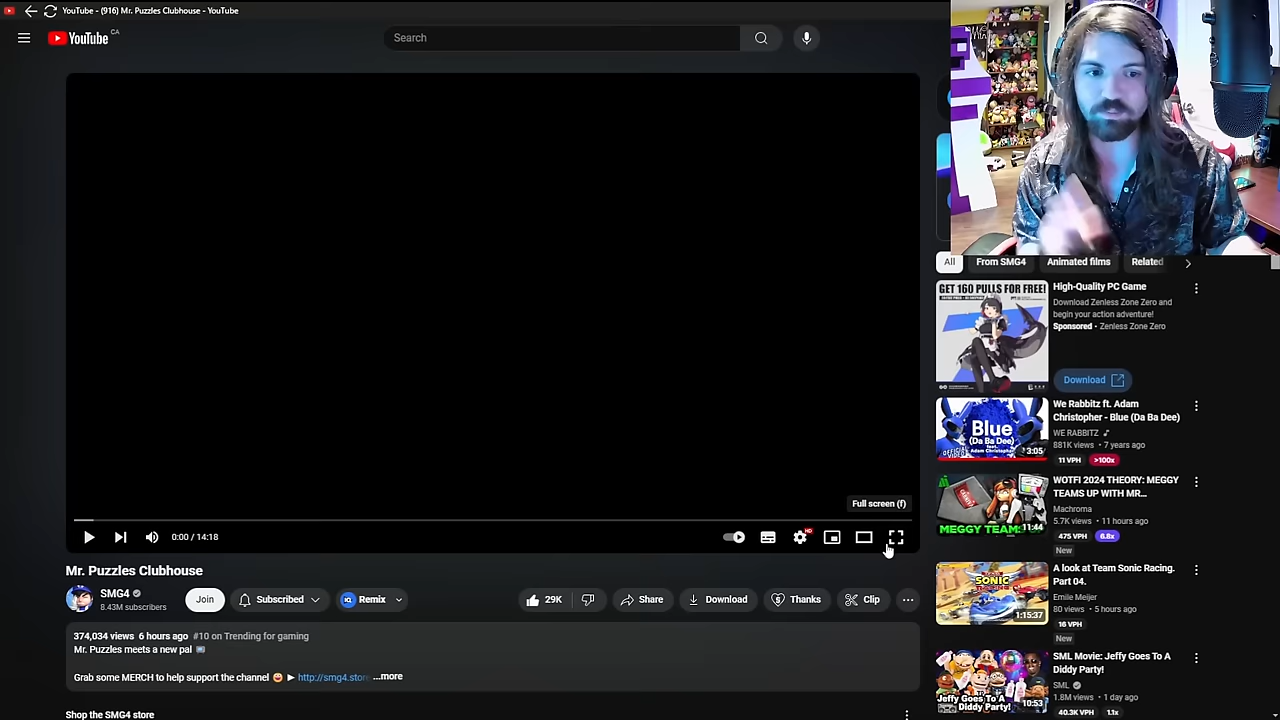 YouTube - (916) Mr. Puzzles Clubhouse - YouTube
YouTube CA
Search
Full screen (f)
0:00 / 14:18
Mr. Puzzles Clubhouse
SMG4
8.43M subscribers
Join
Subscribed
Remix
29K
Share
Download
Thanks
Clip
374,034 views 6 hours ago #10 on Trending for gaming
Mr. Puzzles meets a new pal
Grab some MERCH to help support the channel
http://smg4.store
...more
Shop the SMG4 store
All
From SMG4
Animated films
Related
GET 160 PULLS FOR FREE!
High-Quality PC Game
Download Zenless Zone Zero and
begin your action adventure!
Sponsored • Zenless Zone Zero
Download
Blue
(Da Ba Dee)
feat.
Adam Christopher
3:05
We Rabbitz ft. Adam
Christopher - Blue (Da Ba Dee)
WE RABBITZ
881K views • 7 years ago
11 VPH
>100x
MEGGY TEAM
11:44
WOTFI 2024 THEORY: MEGGY
TEAMS UP WITH MR...
Machroma
5.7K views • 11 hours ago
475 VPH
6.8x
New
SONIC
1:15:37
A look at Team Sonic Racing.
Part 04.
Emile Meijer
80 views • 5 hours ago
16 VPH
New
Jeffy Goes To A
Diddy Party!
10:53
SML Movie: Jeffy Goes To A
Diddy Party!
SML
1.8M views • 1 day ago
40.3K VPH
1.1x